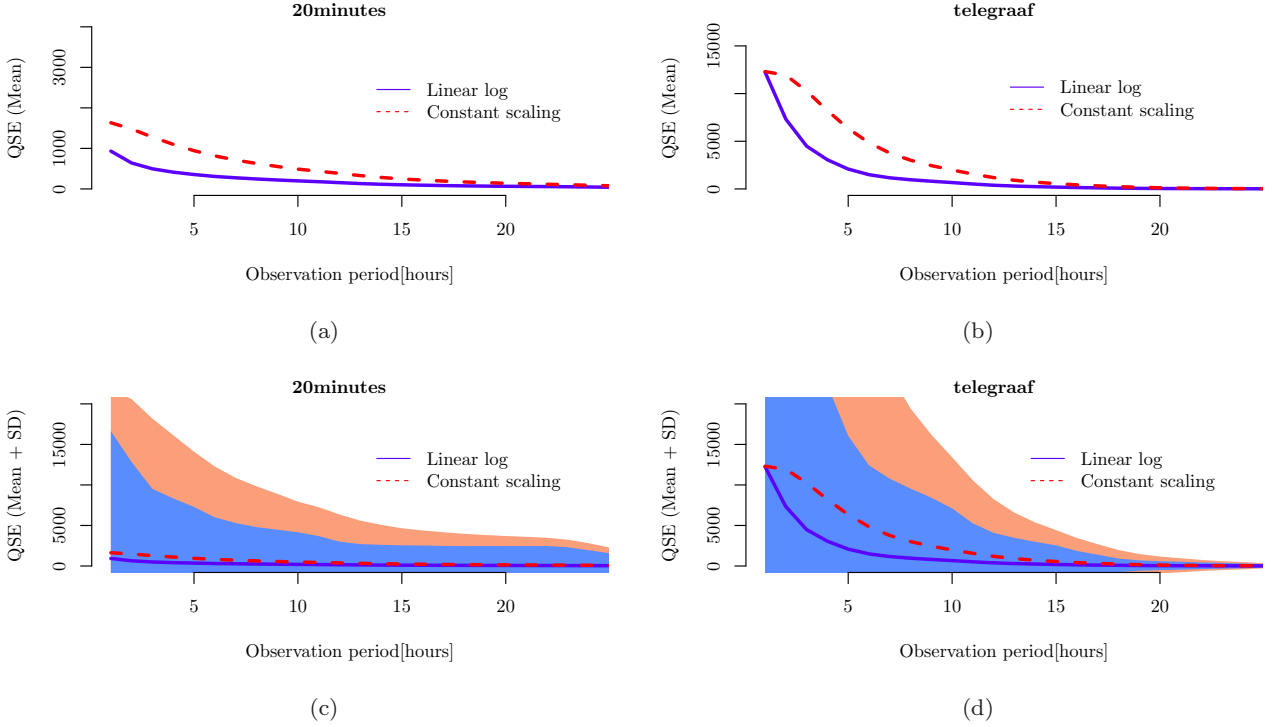 20minutes
QSE (Mean)
0 1000 3000
Linear log
Constant scaling
5 10 15 20
Observation period[hours]
(a)
telegraaf
QSE (Mean)
0 5000 15000
Linear log
Constant scaling
5 10 15 20
Observation period[hours]
(b)
20minutes
QSE (Mean + SD)
0 5000 15000
Linear log
Constant scaling
5 10 15 20
Observation period[hours]
(c)
telegraaf
QSE (Mean + SD)
0 5000 15000
Linear log
Constant scaling
5 10 15 20
Observation period[hours]
(d)